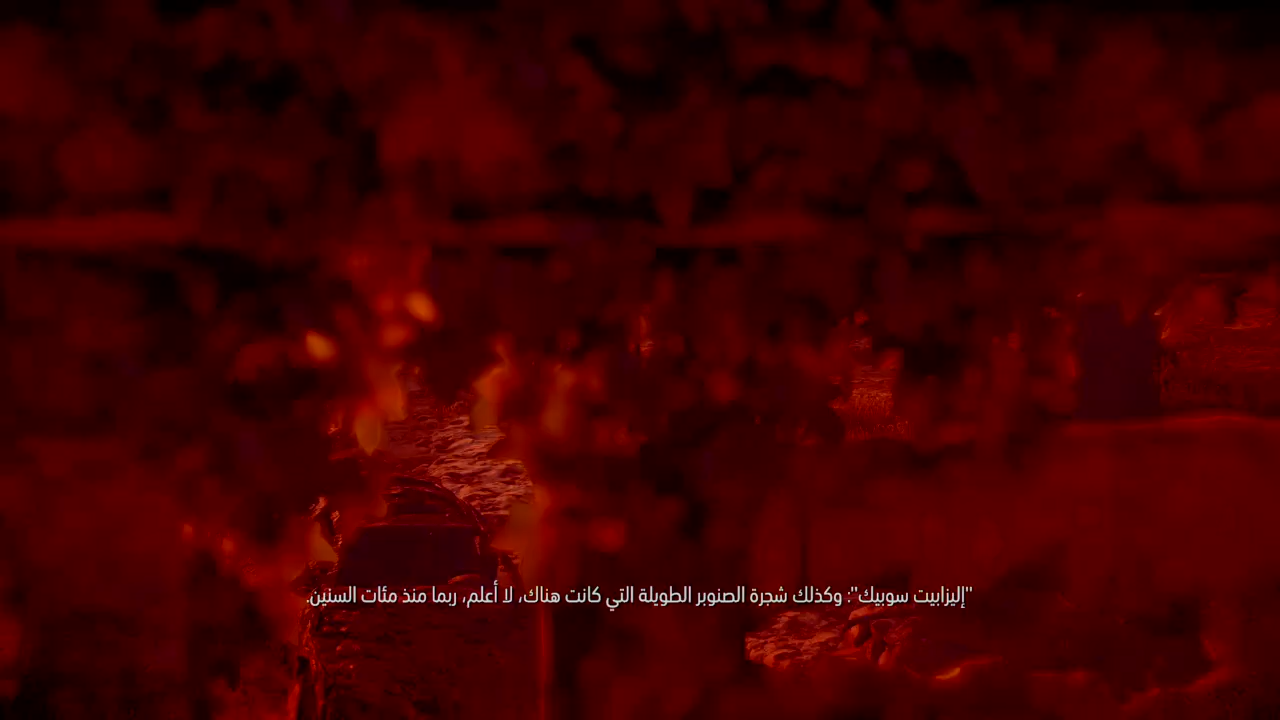 "إليزابيت سوبيك": وكذلك شجرة الصنوبر الطويلة التي كانت هناك، لا أعلم، ربما منذ مئات السنين.